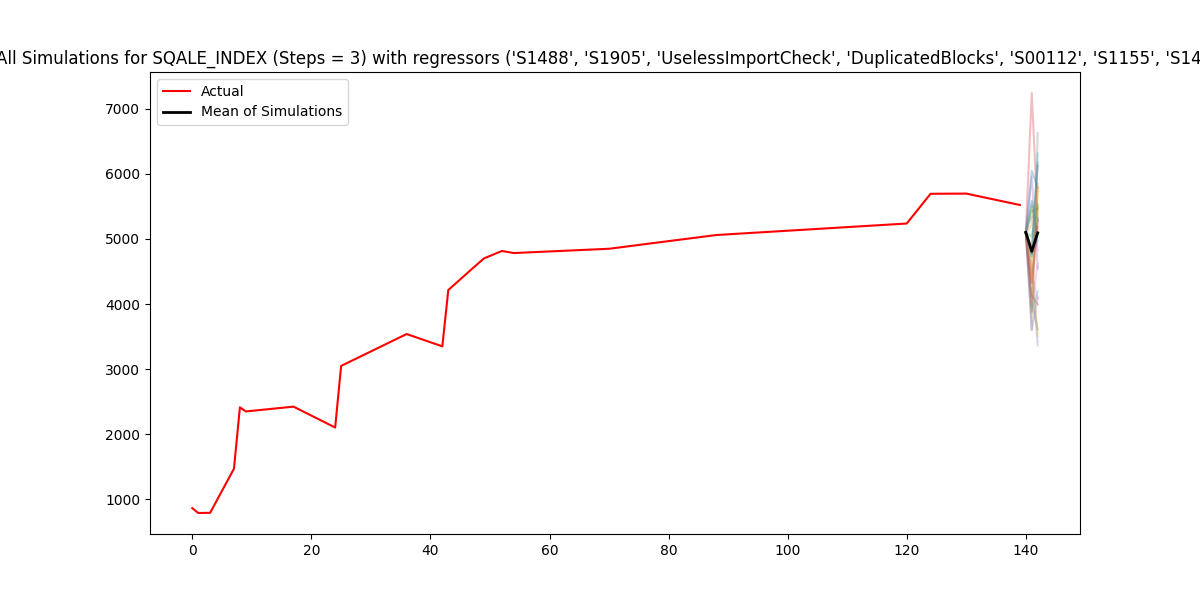 All Simulations for SQALE_INDEX (Steps = 3) with regressors ('S1488', 'S1905', 'UselessImportCheck', 'DuplicatedBlocks', 'S00112', 'S1155', 'S14
Actual
Mean of Simulations
7000
6000
5000
4000
3000
2000
1000
0 20 40 60 80 100 120 140